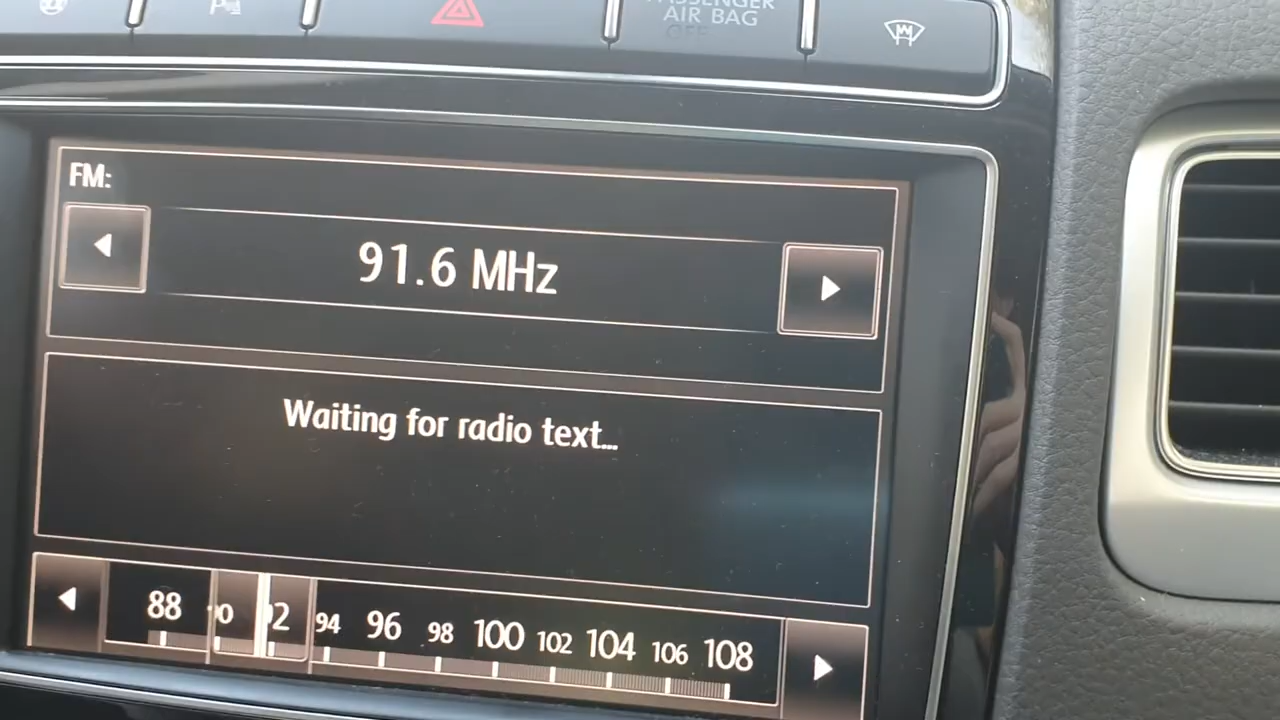 PASSENGER
AIR BAG
OFF
FM:
91.6 MHz
Waiting for radio text...
88 90 92 94 96 98 100 102 104 106 108